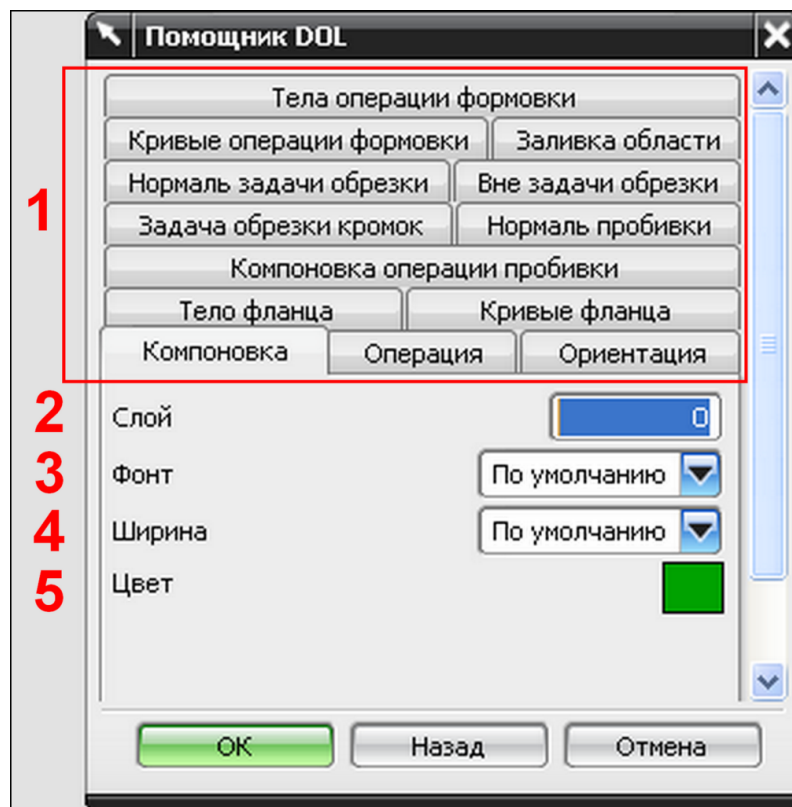 Помощник DOL
Тела операции формовки
Кривые операции формовки Заливка области
Нормаль задачи обрезки Вне задачи обрезки
1
Задача обрезки кромок Нормаль пробивки
Компоновка операции пробивки
Тело фланца Кривые фланца
Компоновка Операция Ориентация
2 Слой 0
3 Фонт По умолчанию
4 Ширина По умолчанию
5 Цвет
ОК Назад Отмена